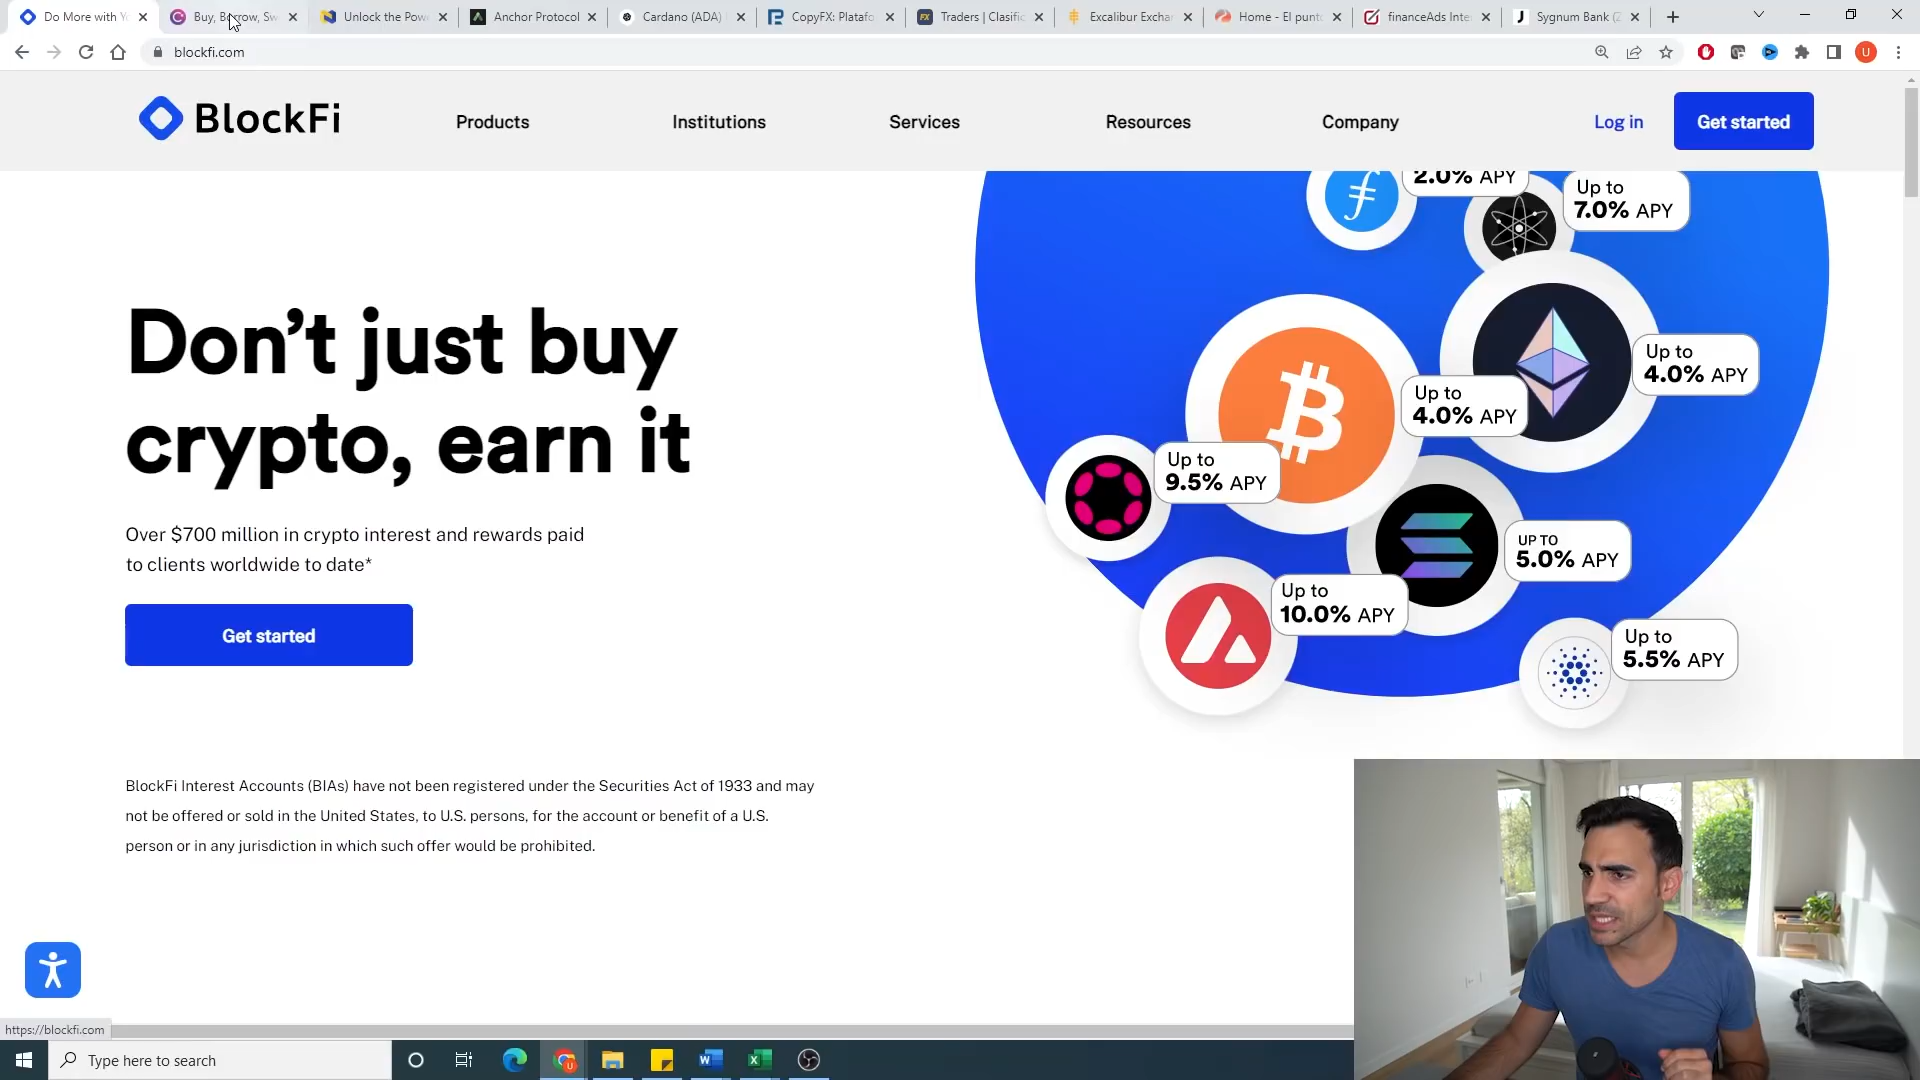 Do More with Y
Buy, Borrow, Sw
Unlock the Powe
Anchor Protocol
Cardano (ADA)
CopyFX: Platafo
Traders | Clasific
Excalibur Excha
Home - El punto
financeAds Inte
Sygnum Bank (Z
blockfi.com
BlockFi
Products
Institutions
Services
Resources
Company
Log in
Get started
2.0% APY
Up to
7.0% APY
Up to
4.0% APY
Up to
4.0% APY
Up to
9.5% APY
UP TO
5.0% APY
Up to
10.0% APY
Up to
5.5% APY
Don't just buy
crypto, earn it
Over $700 million in crypto interest and rewards paid
to clients worldwide to date*
Get started
BlockFi Interest Accounts (BIAs) have not been registered under the Securities Act of 1933 and may
not be offered or sold in the United States, to U.S. persons, for the account or benefit of a U.S.
person or in any jurisdiction in which such offer would be prohibited.
https://blockfi.com
Type here to search